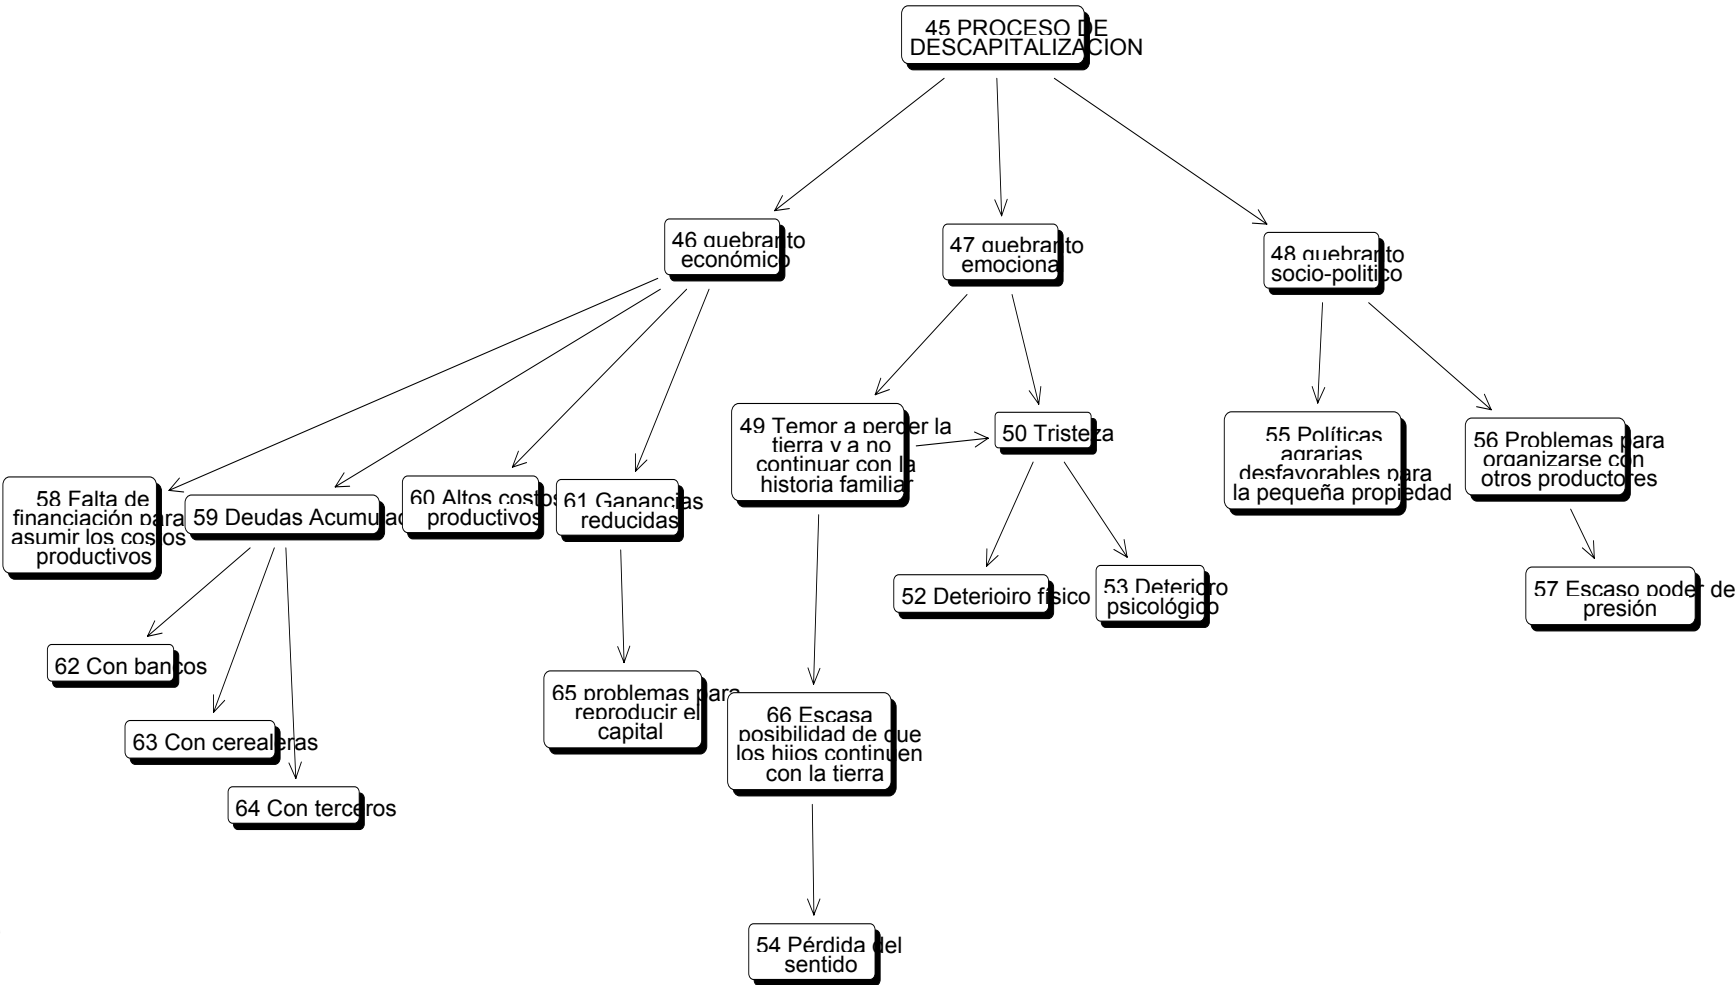 45 PROCESO DE
DESCAPITALIZACION
46 quebranto
económico
47 quebranto
emocional
48 quebranto
socio-politico
49 Temor a perder la
tierra y a no
continuar con la
historia familiar
50 Tristeza
55 Políticas
agrarias
desfavorables para
la pequeña propiedad
56 Problemas para
organizarse con
otros productores
58 Falta de
financiación para
asumir los costos
productivos
59 Deudas
60 Altos costos
productivos
61 Ganancias
reducidas
52 Deterioiro físico
53 Deterioro
psicológico
57 Escaso poder de
presión
62 Con bancos
63 Con cerealeras
64 Con terceros
65 problemas para
reproducir el
capital
66 Escasa
posibilidad de que
los hijos continuen
con la tierra
54 Pérdida del
sentido